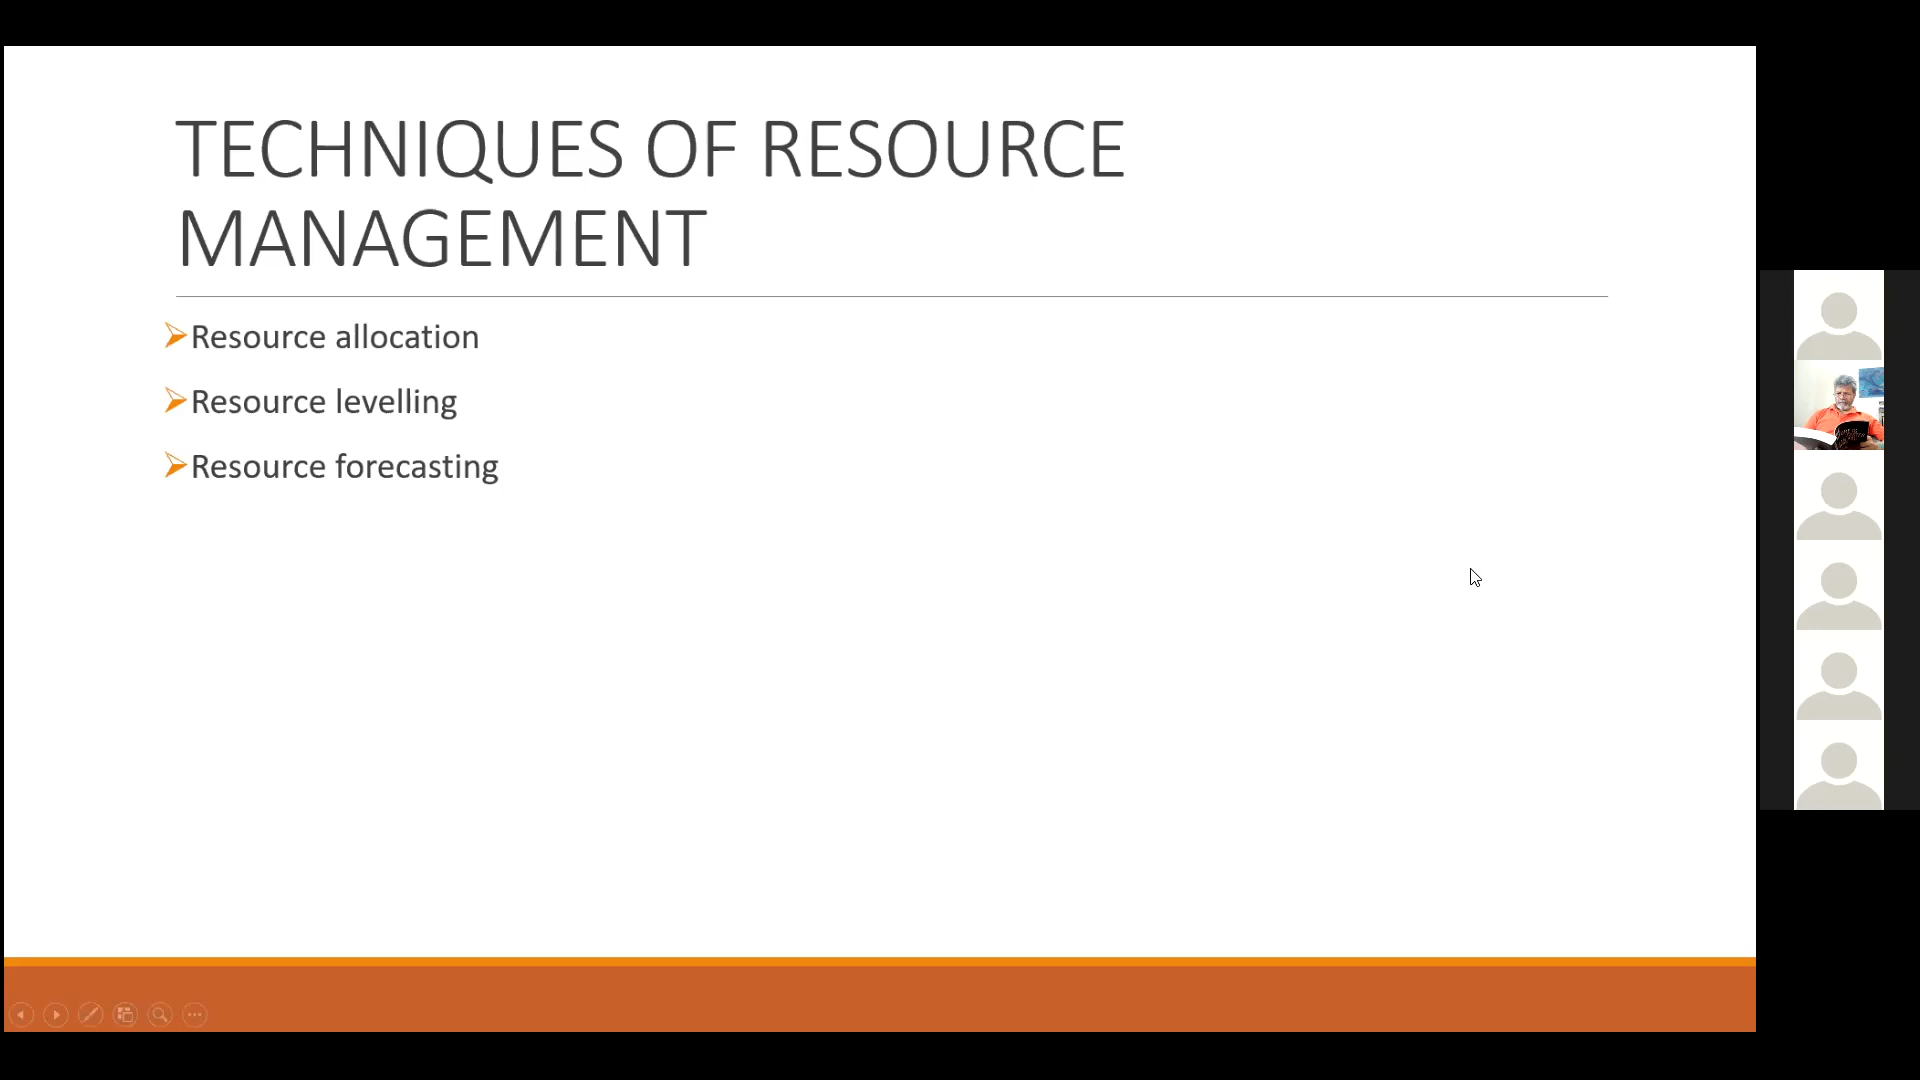 TECHNIQUES OF RESOURCE
MANAGEMENT
Resource allocation
Resource levelling
Resource forecasting